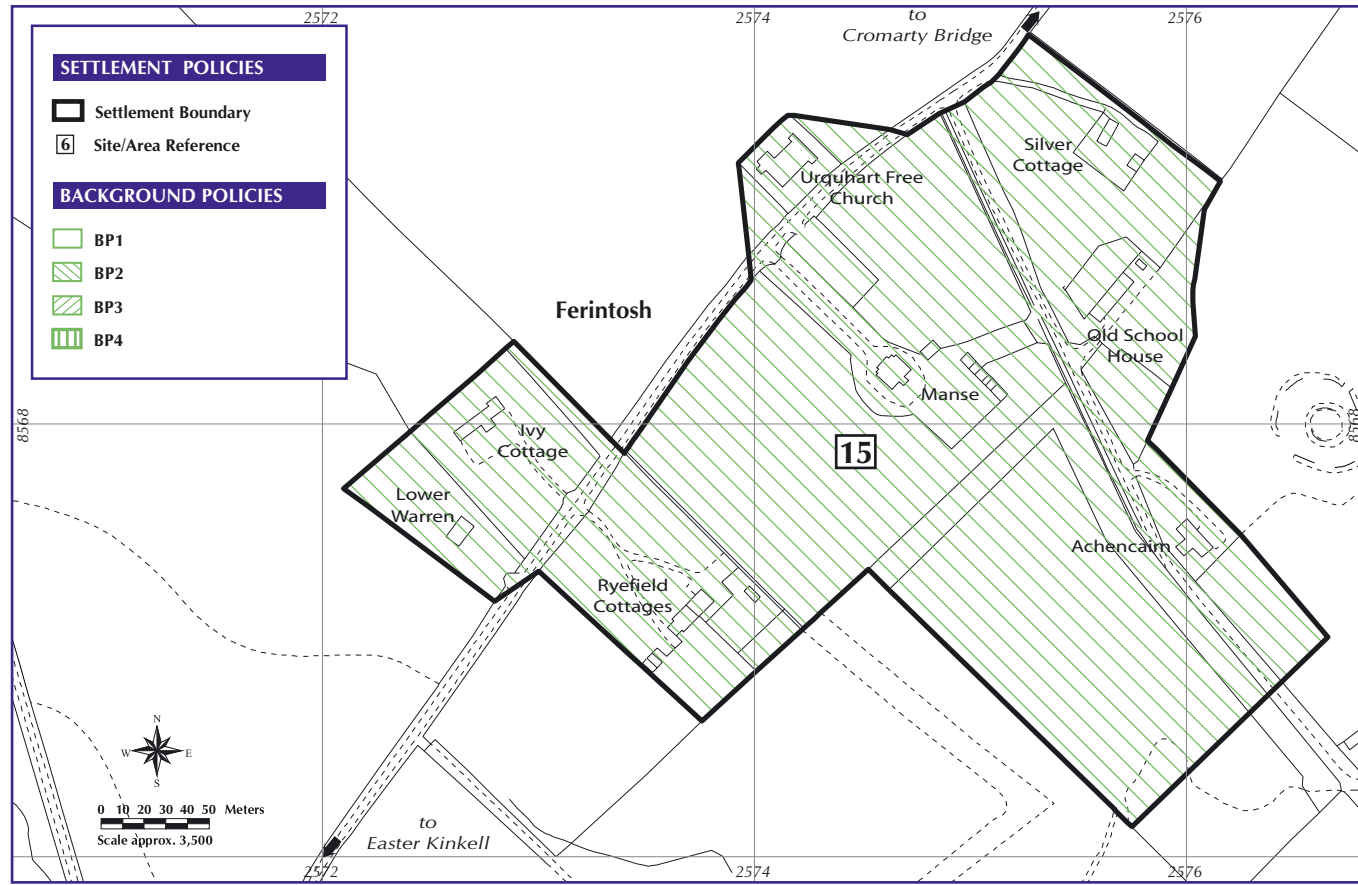 2572
2574
2576
to
Cromarty Bridge
SETTLEMENT POLICIES
Settlement Boundary
6 Site/Area Reference
BACKGROUND POLICIES
BP1
BP2
BP3
BP4
Silver
Cottage
Urquhart Free
Church
Ferintosh
Old School
House
Manse
8568
8568
Ivy
Cottage
15
Lower
Warren
Achencairn
Ryefield
Cottages
N
W
E
S
0 10 20 30 40 50 Meters
Scale approx. 3,500
to
Easter Kinkell
2572
2574
2576